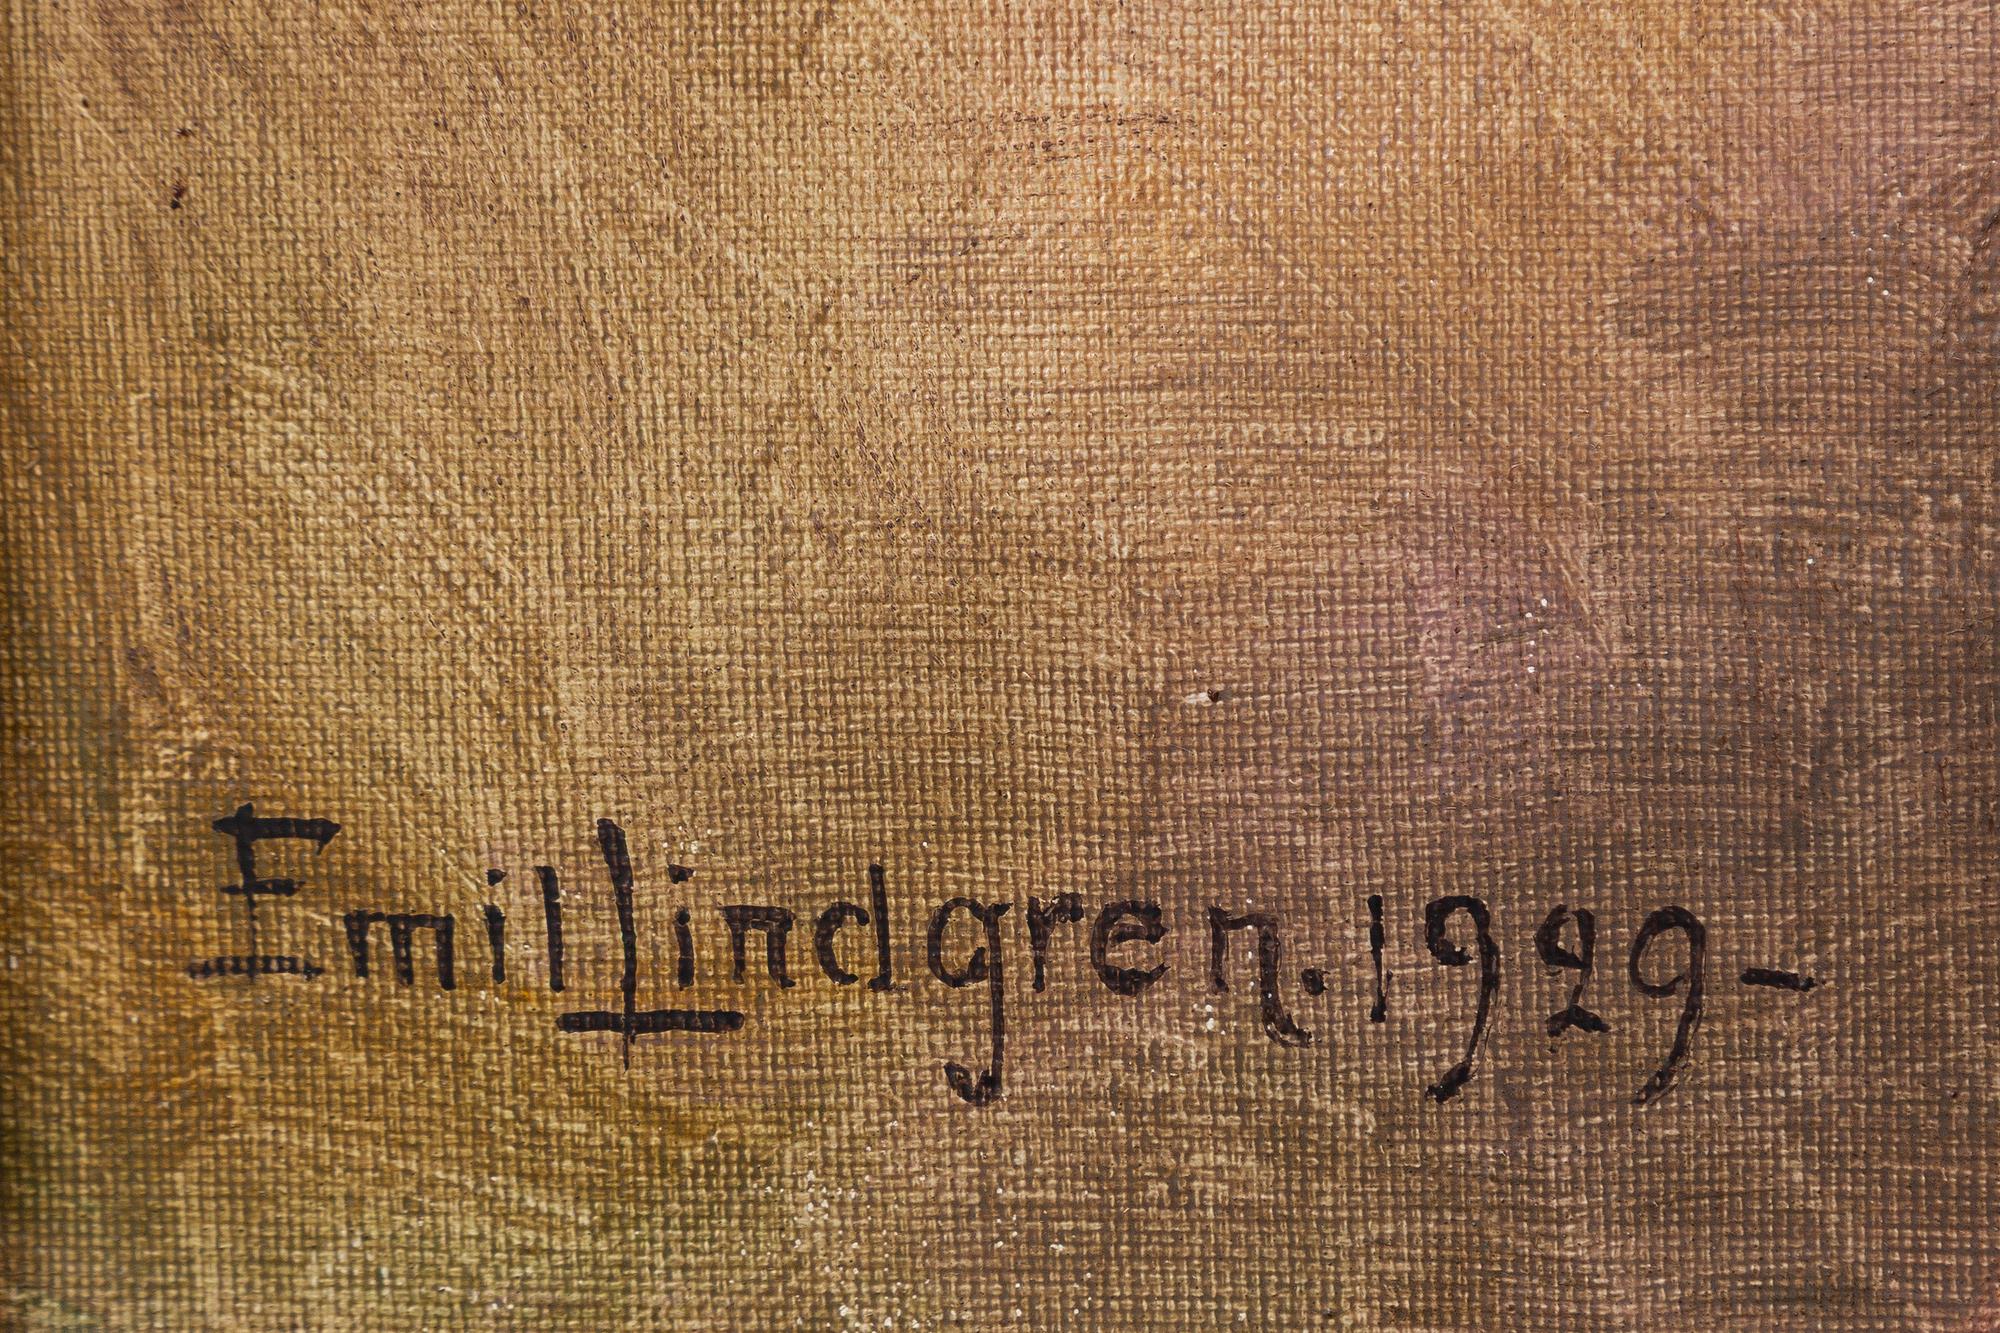 Emil Lindgren. 1929-